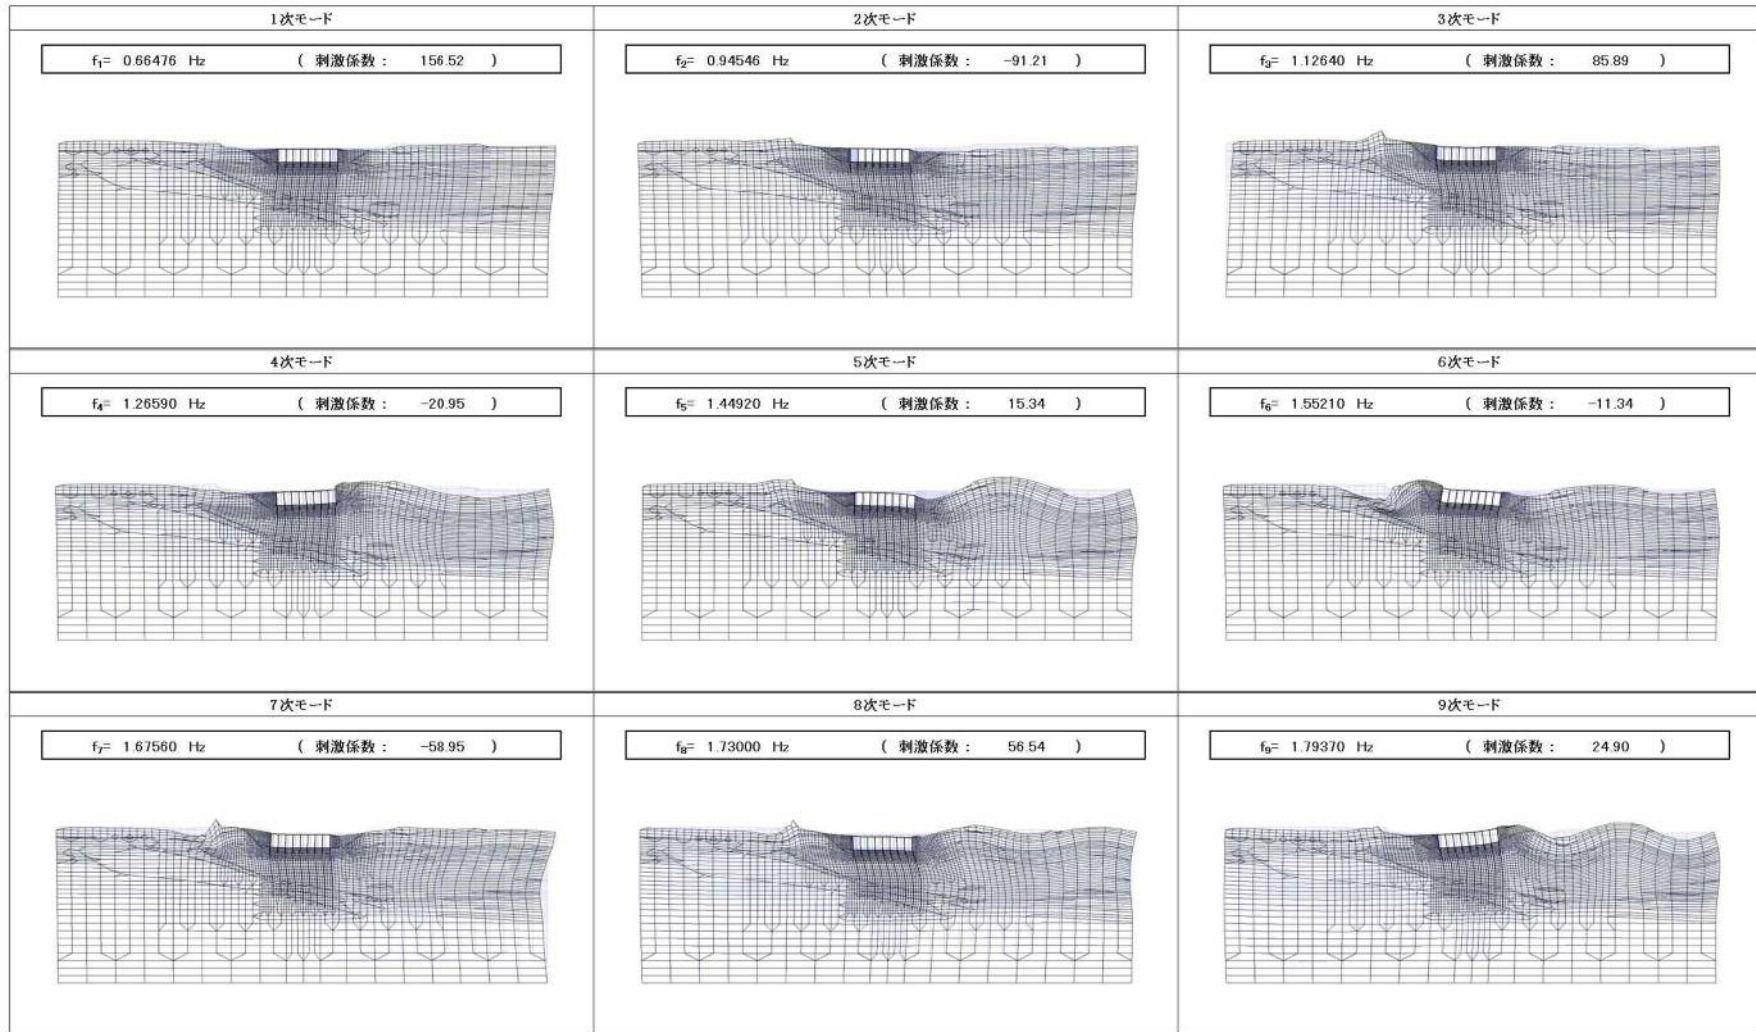 1次モード
f₁= 0.66476 Hz ( 刺激係数 : 156.52 )
2次モード
f₂= 0.94546 Hz ( 刺激係数 : -91.21 )
3次モード
f₃= 1.12640 Hz ( 刺激係数 : 85.89 )
4次モード
f₄= 1.26590 Hz ( 刺激係数 : -20.95 )
5次モード
f₅= 1.44920 Hz ( 刺激係数 : 15.34 )
6次モード
f₆= 1.55210 Hz ( 刺激係数 : -11.34 )
7次モード
f₇= 1.67560 Hz ( 刺激係数 : -58.95 )
8次モード
f₈= 1.73000 Hz ( 刺激係数 : 56.54 )
9次モード
f₉= 1.79370 Hz ( 刺激係数 : 24.90 )